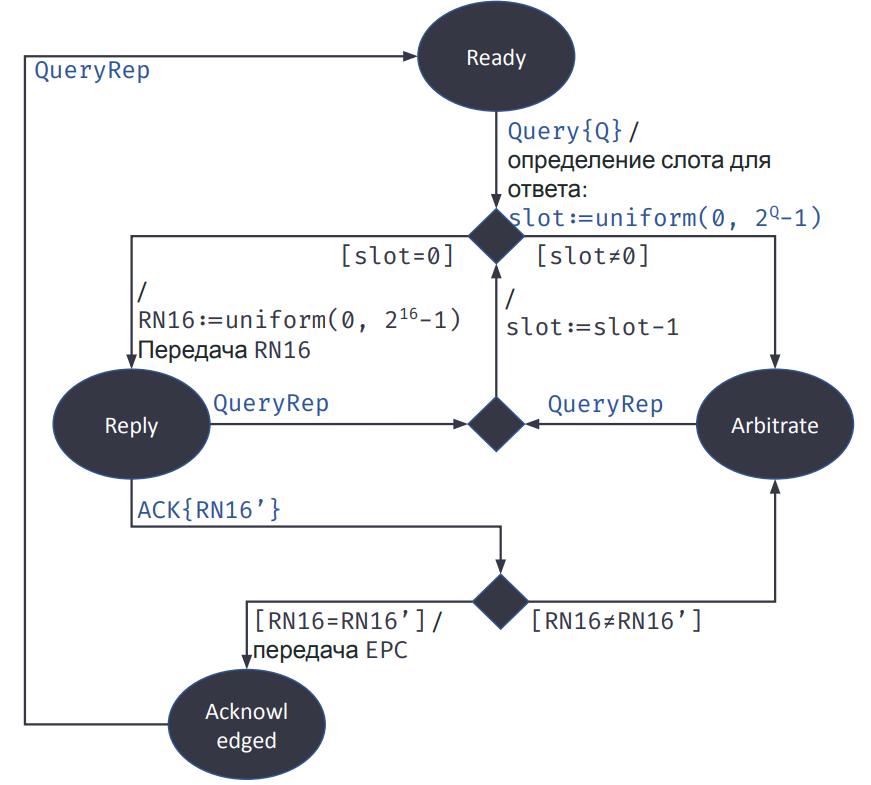 Ready
QueryRep
Query{Q} /
определение слота для
ответа:
slot:=uniform(0, 2^Q-1)
[slot=0]
[slot≠0]
/
RN16:=uniform(0, 2^16-1)
Передача RN16
/
slot:=slot-1
Reply
QueryRep
QueryRep
Arbitrate
ACK{RN16’}
[RN16=RN16’] /
передача EPC
[RN16≠RN16’]
Acknowl
edged